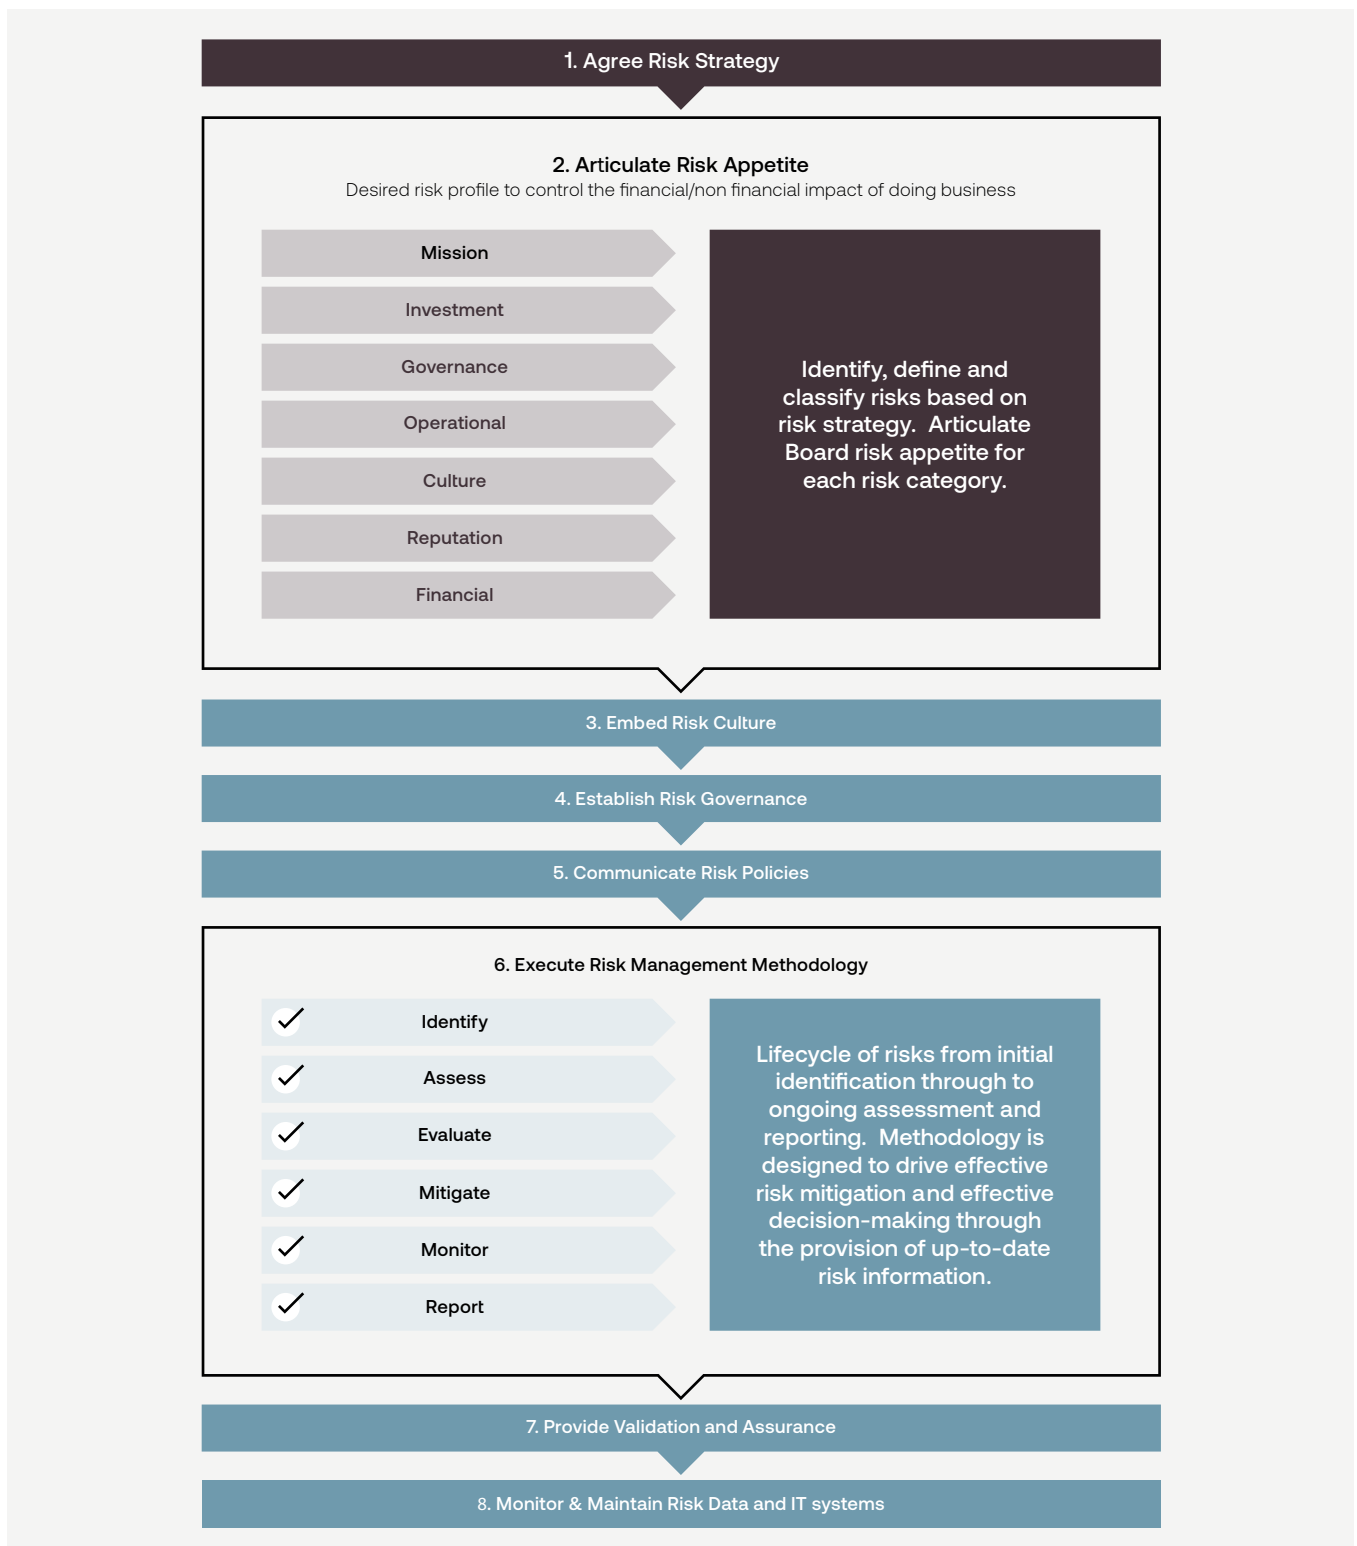 1. Agree Risk Strategy
2. Articulate Risk Appetite
Desired risk profile to control the financial/non financial impact of doing business
Mission
Investment
Governance
Operational
Culture
Reputation
Financial
Identify, define and
classify risks based on
risk strategy.  Articulate
Board risk appetite for
each risk category.
3. Embed Risk Culture
4. Establish Risk Governance
5. Communicate Risk Policies
6. Execute Risk Management Methodology
Identify
Assess
Evaluate
Mitigate
Monitor
Report
Lifecycle of risks from initial
identification through to
ongoing assessment and
reporting.  Methodology is
designed to drive effective
risk mitigation and effective
decision-making through
the provision of up-to-date
risk information.
7. Provide Validation and Assurance
8. Monitor & Maintain Risk Data and IT systems